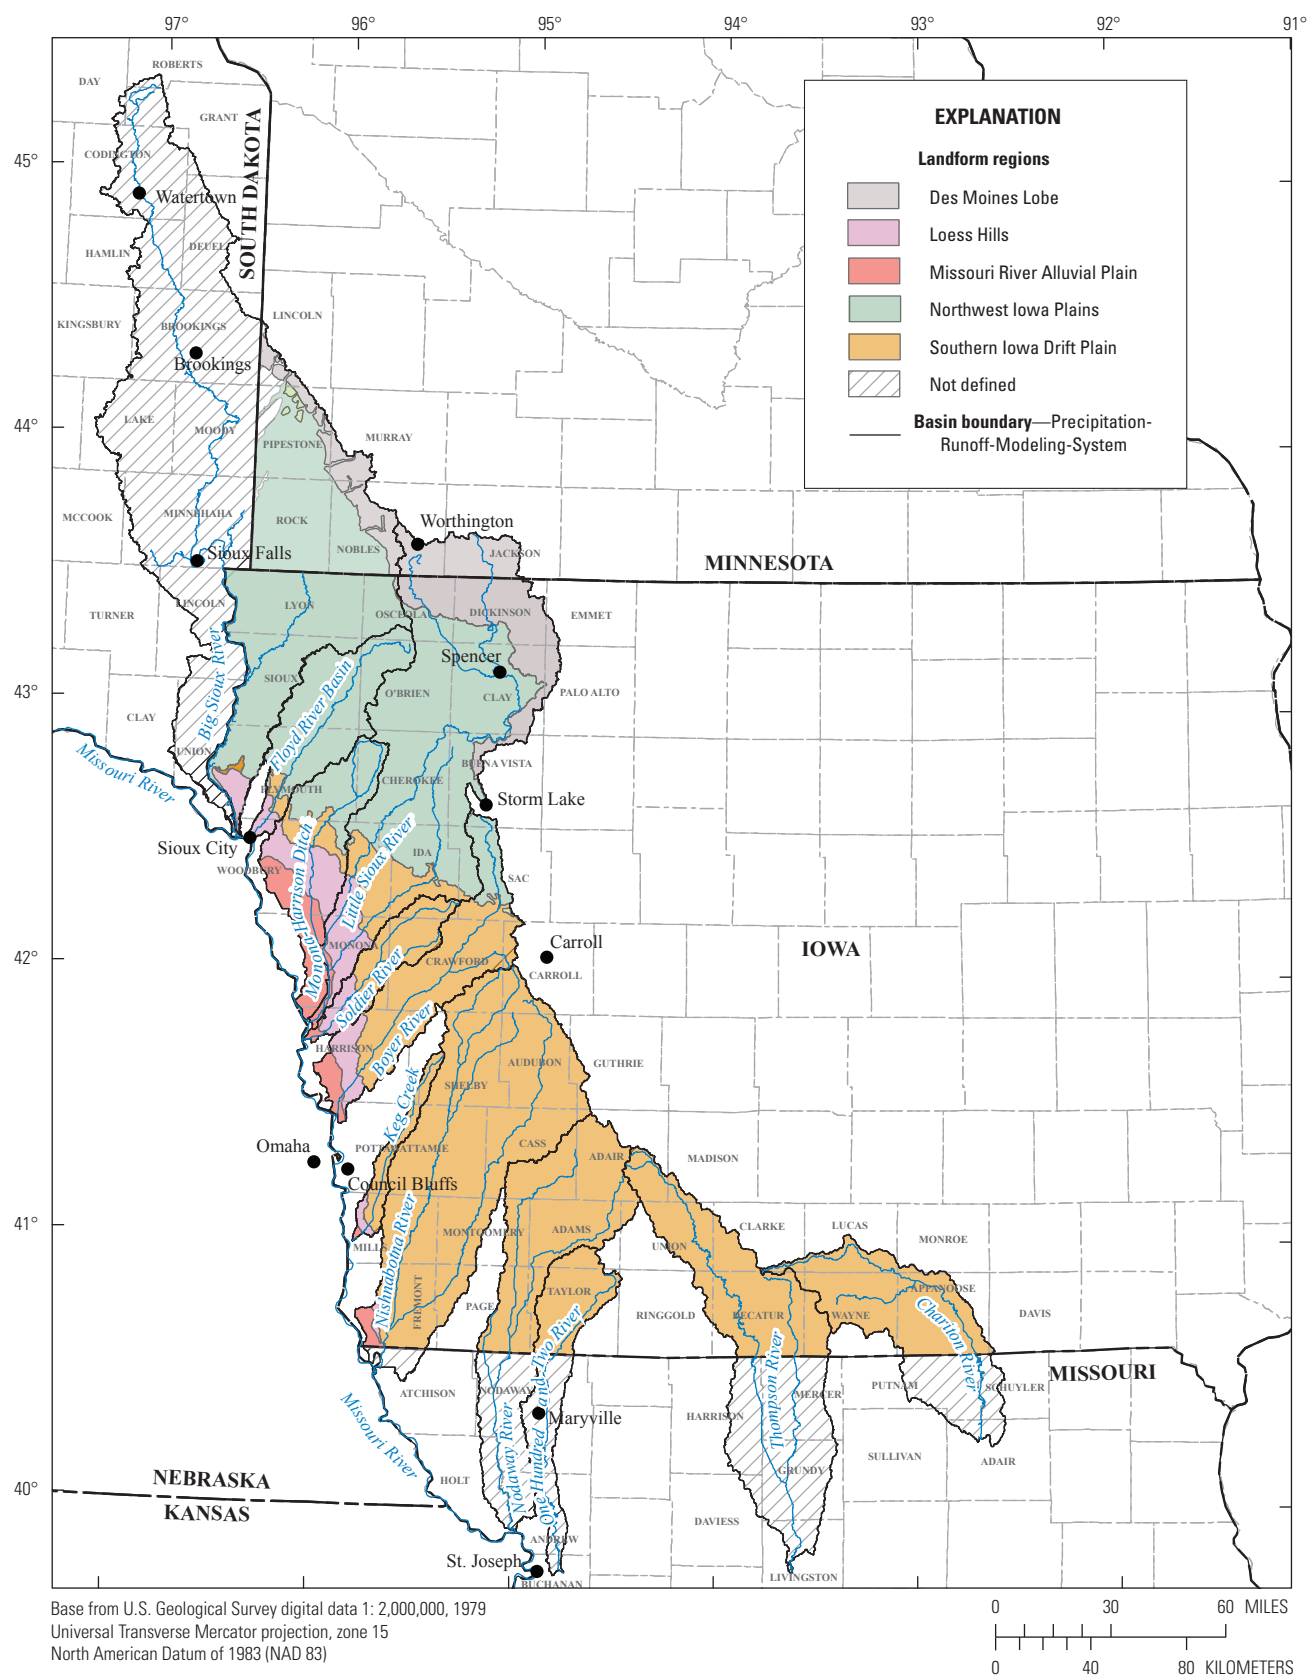 97°
96°
95°
94°
93°
92°
91°
45°
44°
43°
42°
41°
40°
EXPLANATION
Landform regions
Des Moines Lobe
Loess Hills
Missouri River Alluvial Plain
Northwest Iowa Plains
Southern Iowa Drift Plain
Not defined
Basin boundary—Precipitation-
Runoff-Modeling-System
ROBERTS
DAY
GRANT
SOUTH DAKOTA
CODINGTON
Watertown
HAMLIN
DEUEL
LINCOLN
KINGSBURY
BROOKINGS
Brookings
LAKE
MOODY
PIPESTONE
MURRAY
MCCOOK
MINNEHAHA
ROCK
Worthington
NOBLES
JACKSON
Sioux Falls
MINNESOTA
TURNER
LINCOLN
LYON
OSCEOLA
DICKINSON
EMMET
Big Sioux River
Spencer
SIOUX
Floyd River Basin
O'BRIEN
CLAY
PALO ALTO
CLAY
UNION
Missouri River
PLYMOUTH
CHEROKEE
BUENA VISTA
Storm Lake
Sioux City
WOODBURY
Monona-Harrison Ditch
Little Sioux River
IDA
SAC
MONONA
Soldier River
CRAWFORD
Carroll
CARROLL
IOWA
HARRISON
Boyer River
Keg Creek
SHELBY
AUDUBON
GUTHRIE
Omaha
POTTAWATTAMIE
CASS
ADAIR
MADISON
Council Bluffs
MILLS
Nishnabotna River
MONTGOMERY
ADAMS
UNION
CLARKE
LUCAS
MONROE
FREMONT
PAGE
TAYLOR
RINGGOLD
DECATUR
WAYNE
APPANOOSE
DAVIS
Chariton River
MISSOURI
ATCHISON
NODAWAY
One Hundred and Two River
Maryville
Nodaway River
HARRISON
Thompson River
MERCER
PUTNAM
SCHUYLER
Missouri River
SULLIVAN
ADAIR
HOLT
GRUNDY
NEBRASKA
KANSAS
DAVIESS
ANDREW
St. Joseph
BUCHANAN
LIVINGSTON
Base from U.S. Geological Survey digital data 1: 2,000,000, 1979
Universal Transverse Mercator projection, zone 15
North American Datum of 1983 (NAD 83)
0 30 60 MILES
0 40 80 KILOMETERS